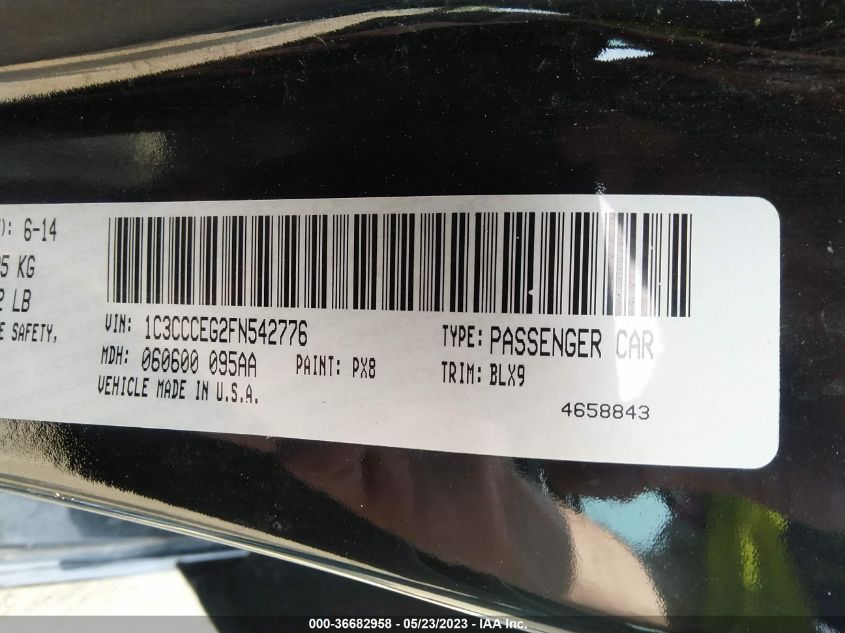 ): 6-14
5 KG
2 LB
E SAFETY,
VIN: 1C3CCCEG2FN542776
TYPE: PASSENGER CAR
MDH: 060600 095AA PAINT: PX8 TRIM: BLX9
VEHICLE MADE IN U.S.A.
4658843
000-36682958 - 05/23/2023 - IAA Inc.